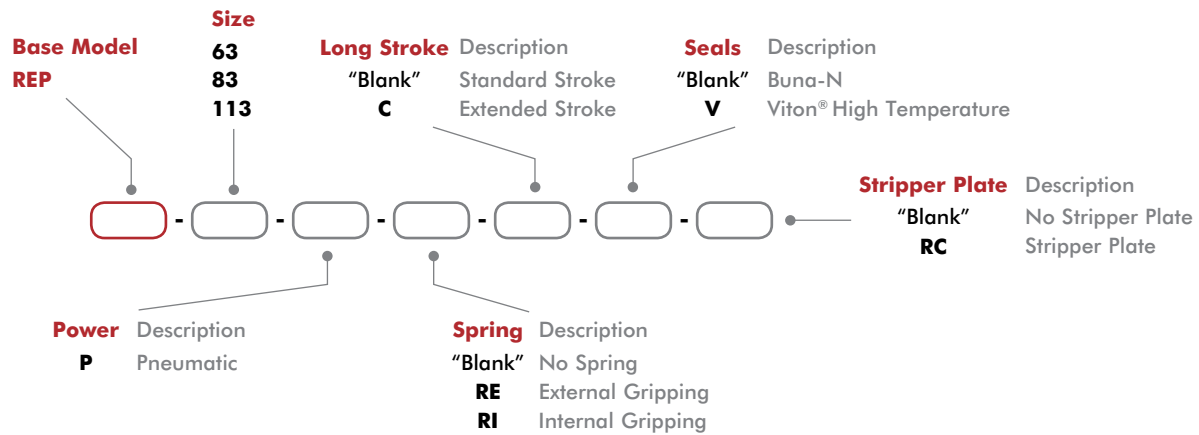 Size
Base Model
REP
63
83
113
Long Stroke Description
"Blank" Standard Stroke
C Extended Stroke
Seals Description
"Blank" Buna-N
V Viton® High Temperature
- - - - - -
Stripper Plate Description
"Blank" No Stripper Plate
RC Stripper Plate
Power Description
P Pneumatic
Spring Description
"Blank" No Spring
RE External Gripping
RI Internal Gripping